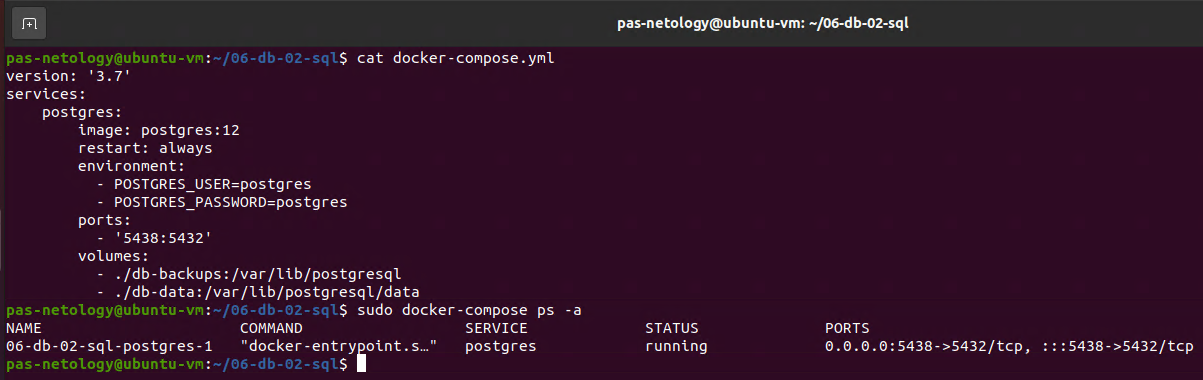 pas-netology@ubuntu-vm: ~/06-db-02-sql
pas-netology@ubuntu-vm:~/06-db-02-sql$ cat docker-compose.yml
version: '3.7'
services:
    postgres:
        image: postgres:12
        restart: always
        environment:
          - POSTGRES_USER=postgres
          - POSTGRES_PASSWORD=postgres
        ports:
          - '5438:5432'
        volumes:
          - ./db-backups:/var/lib/postgresql
          - ./db-data:/var/lib/postgresql/data
pas-netology@ubuntu-vm:~/06-db-02-sql$ sudo docker-compose ps -a
NAME                      COMMAND                  SERVICE             STATUS              PORTS
06-db-02-sql-postgres-1   "docker-entrypoint.s…"   postgres            running             0.0.0.0:5438->5432/tcp, :::5438->5432/tcp
pas-netology@ubuntu-vm:~/06-db-02-sql$